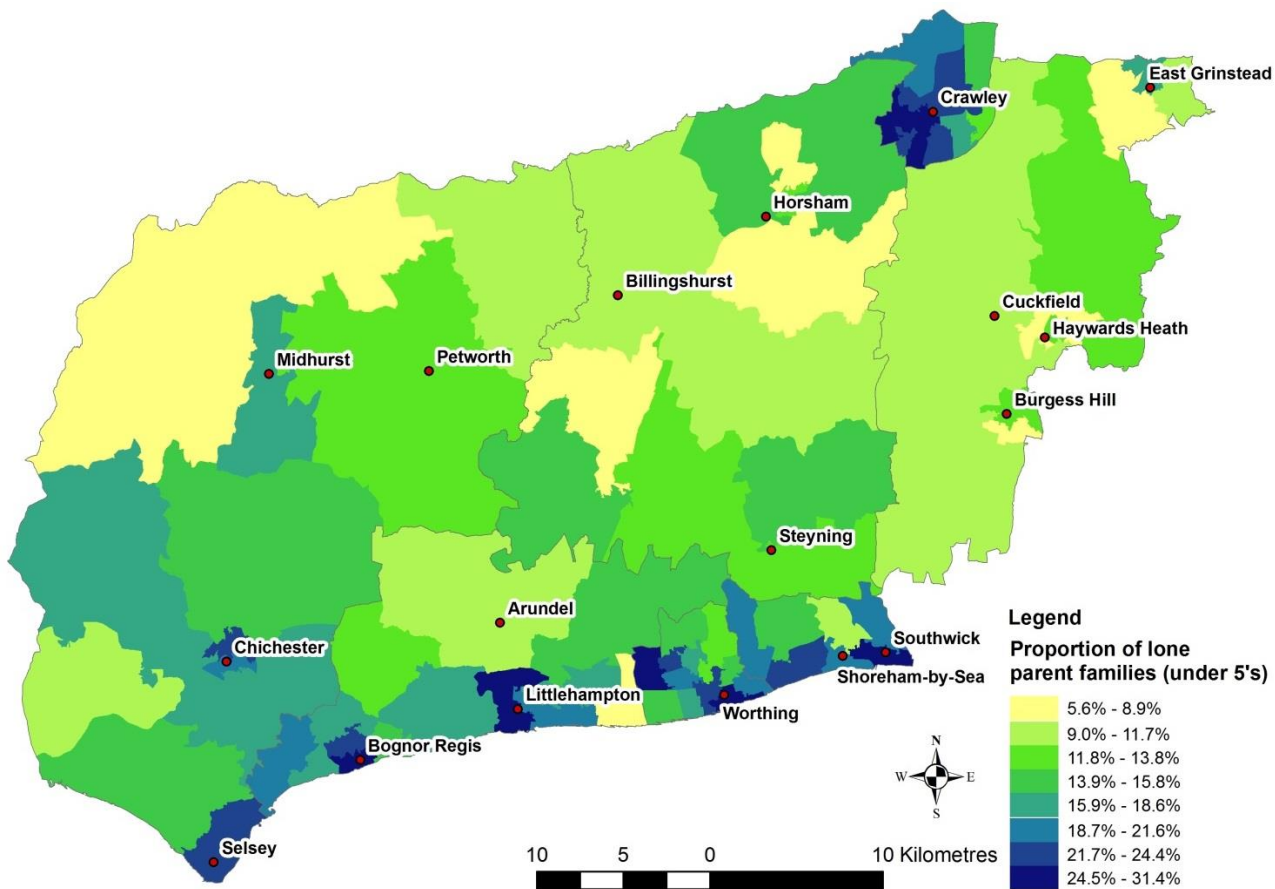 East Grinstead
Crawley
Horsham
Billingshurst
Cuckfield
Haywards Heath
Midhurst
Petworth
Burgess Hill
Steyning
Arundel
Chichester
Southwick
Shoreham-by-Sea
Littlehampton
Worthing
Bognor Regis
Selsey
N
W E
S
10 5 0 10 Kilometres
Legend
Proportion of lone
parent families (under 5's)
5.6% - 8.9%
9.0% - 11.7%
11.8% - 13.8%
13.9% - 15.8%
15.9% - 18.6%
18.7% - 21.6%
21.7% - 24.4%
24.5% - 31.4%